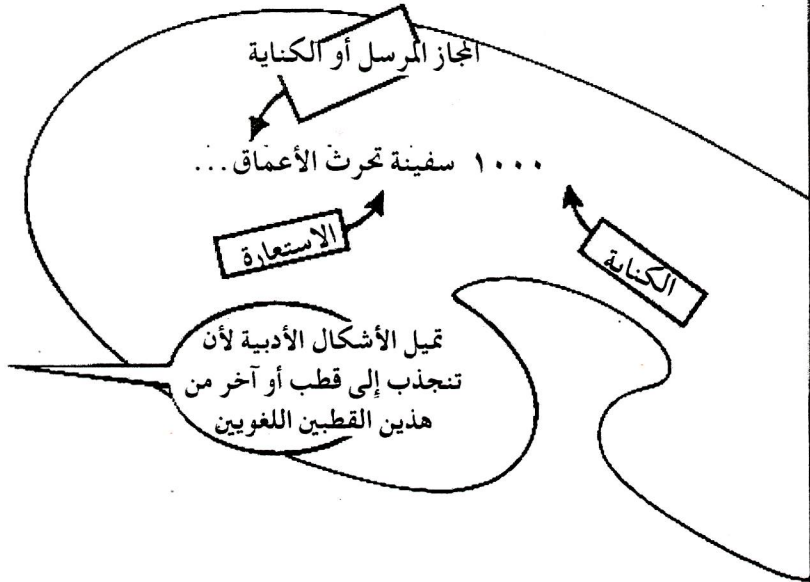 المجاز المرسل أو الكناية
١٠٠٠ سفينة تحرث الأعماق...
الاستعارة
الكناية
تميل الأشكال الأدبية لأن
تنجذب إلى قطب أو آخر من
هذين القطبين اللغويين